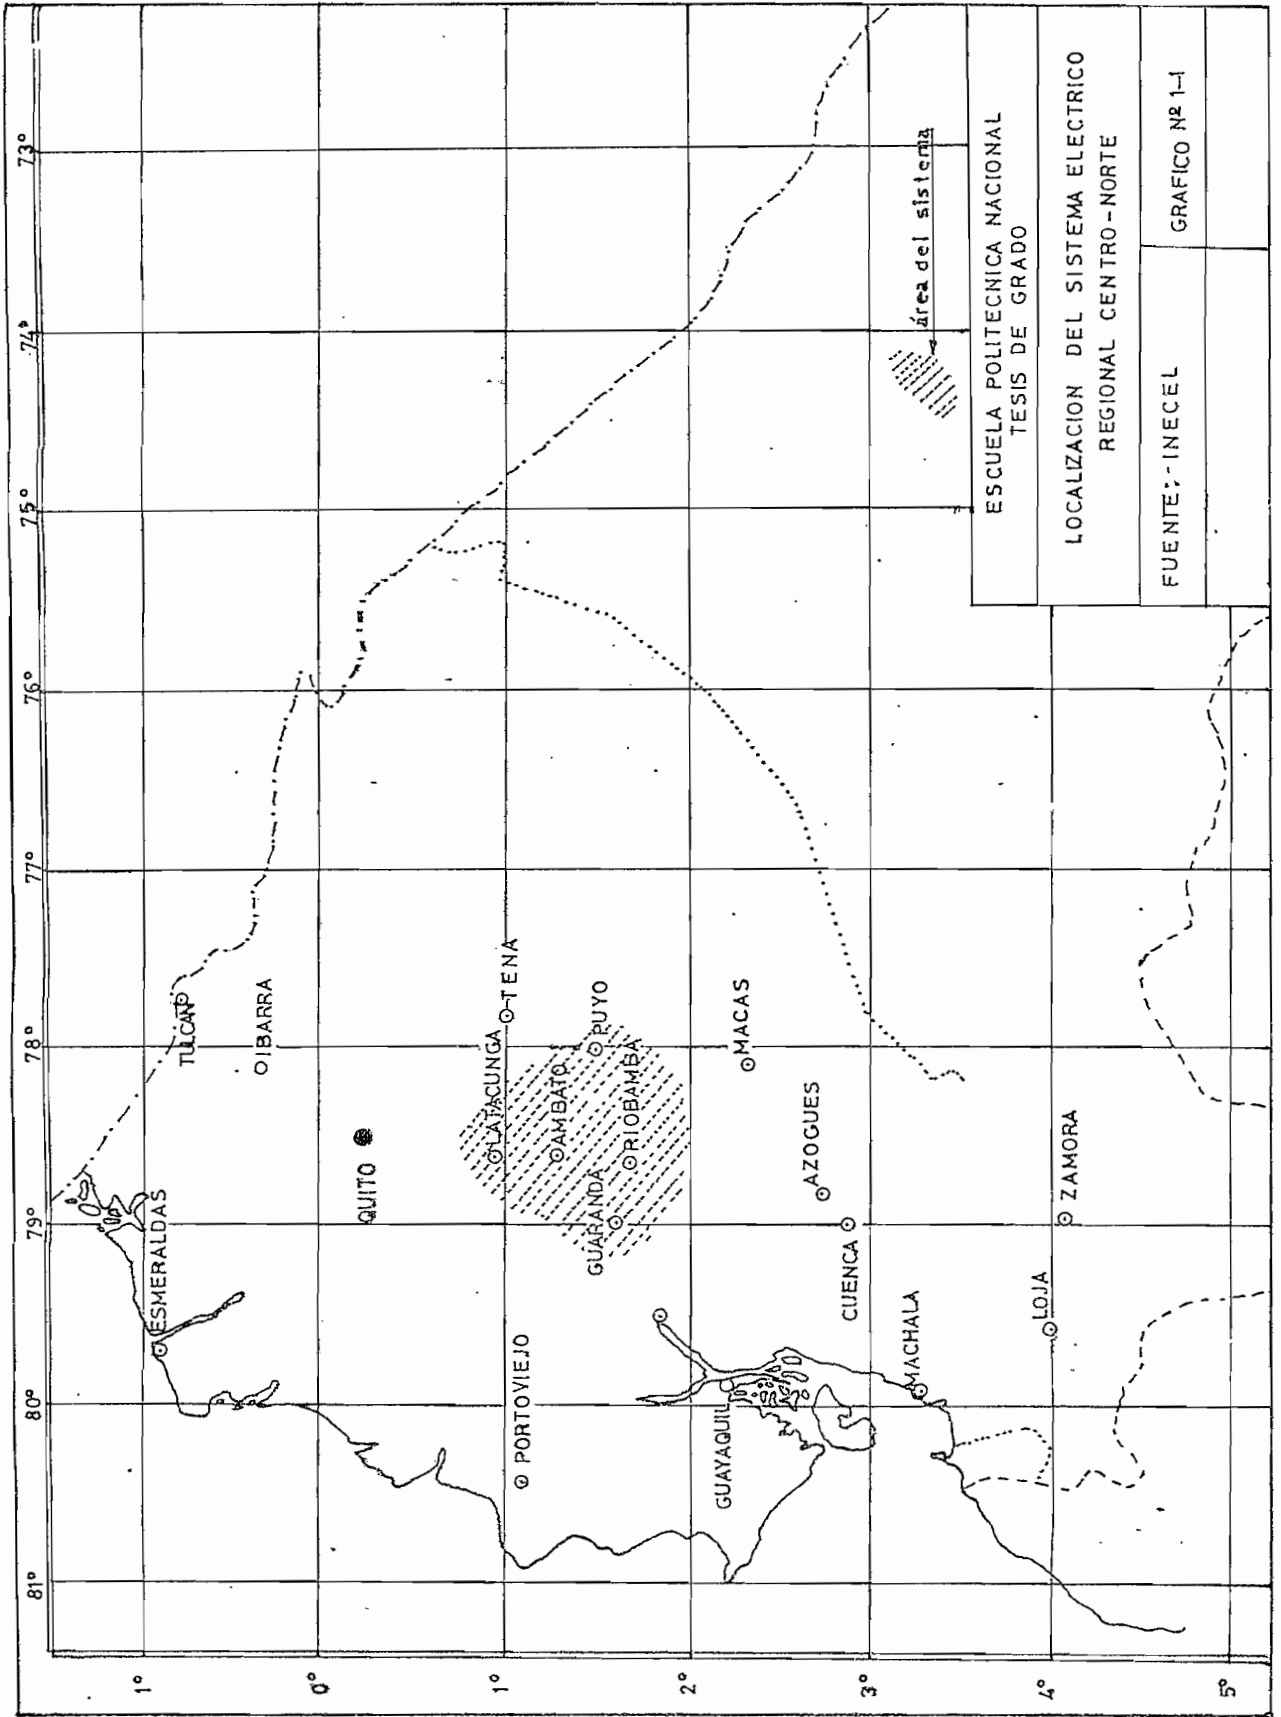 81°
80°
79°
78°
77°
76°
75°
74°
73°
1°
0°
1°
2°
3°
4°
5°
TULCAN
IBARRA
ESMERALDAS
QUITO
TENA
LATACUNGA
AMBATO
PUYO
PORTOVIEJO
GUARANDA
RIOBAMBA
MACAS
GUAYAQUIL
AZOGUES
CUENCA
MACHALA
LOJA
ZAMORA
área del sistema
ESCUELA POLITECNICA NACIONAL
TESIS DE GRADO
LOCALIZACION DEL SISTEMA ELECTRICO
REGIONAL CENTRO-NORTE
FUENTE:-INECEL
GRAFICO Nº 1-1